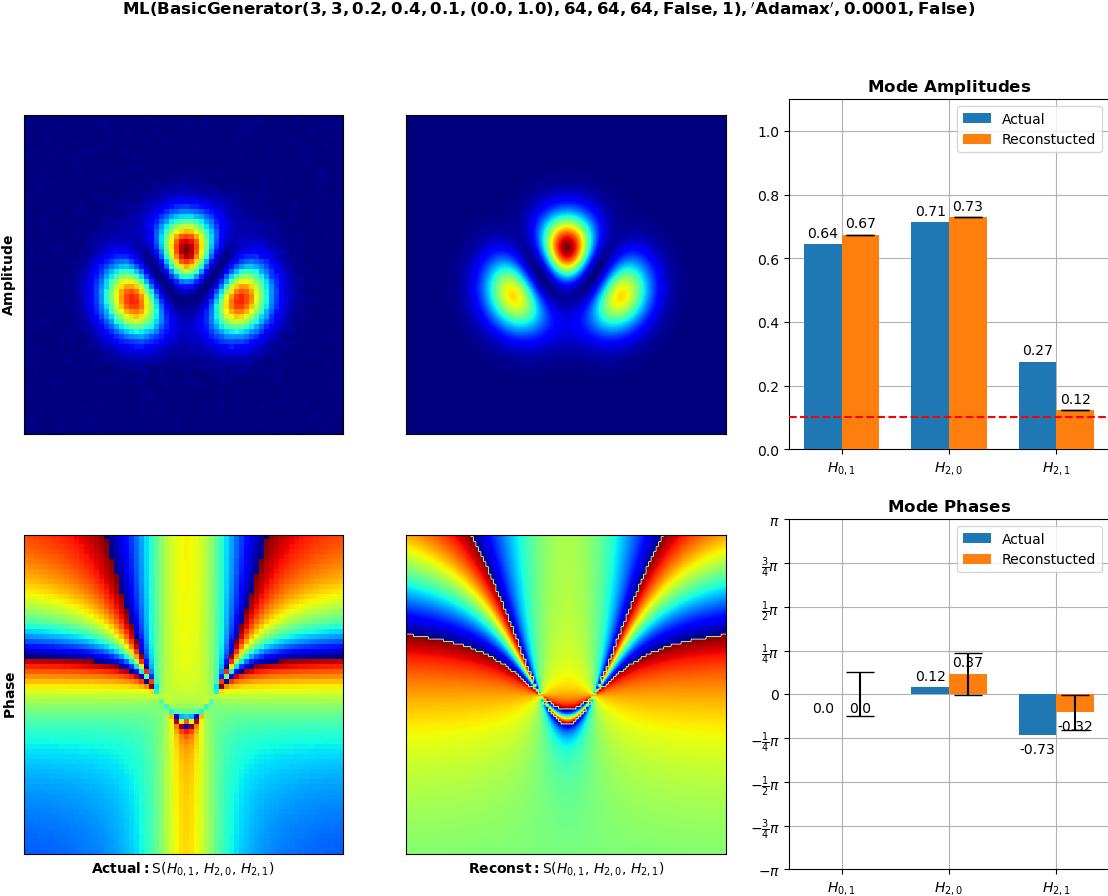 ML(BasicGenerator(3, 3, 0.2, 0.4, 0.1, (0.0, 1.0), 64, 64, 64, False, 1), ′Adamax′, 0.0001, False)
Amplitude
Mode Amplitudes
Actual
Reconstucted
1.0
0.8
0.6
0.4
0.2
0.0
0.64
0.67
0.71
0.73
0.27
0.12
H0,1
H2,0
H2,1
Phase
Actual: S(H0,1, H2,0, H2,1)
Reconst: S(H0,1, H2,0, H2,1)
Mode Phases
Actual
Reconstucted
π
3/4π
1/2π
1/4π
0
−1/4π
−1/2π
−3/4π
−π
0.0
0.0
0.12
0.37
-0.73
-0.32
H0,1
H2,0
H2,1